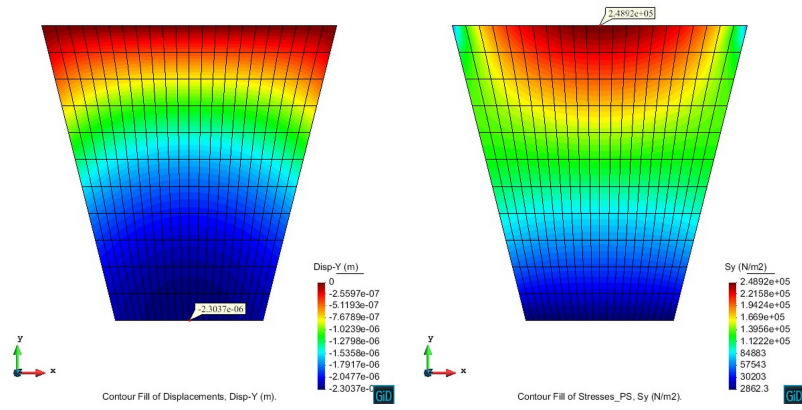 2.4892e+05
Disp-Y (m)
0
-2.5597e-07
-5.1193e-07
-7.6789e-07
-1.0239e-06
-1.2798e-06
-1.5358e-06
-1.7917e-06
-2.0477e-06
-2.3037e-06
-2.3037e-06
y
x
Contour Fill of Displacements, Disp-Y (m).
GiD
Sy (N/m2)
2.4892e+05
2.2158e+05
1.9424e+05
1.669e+05
1.3956e+05
1.1222e+05
84883
57543
30203
2862.3
y
x
Contour Fill of Stresses_PS, Sy (N/m2).
GiD